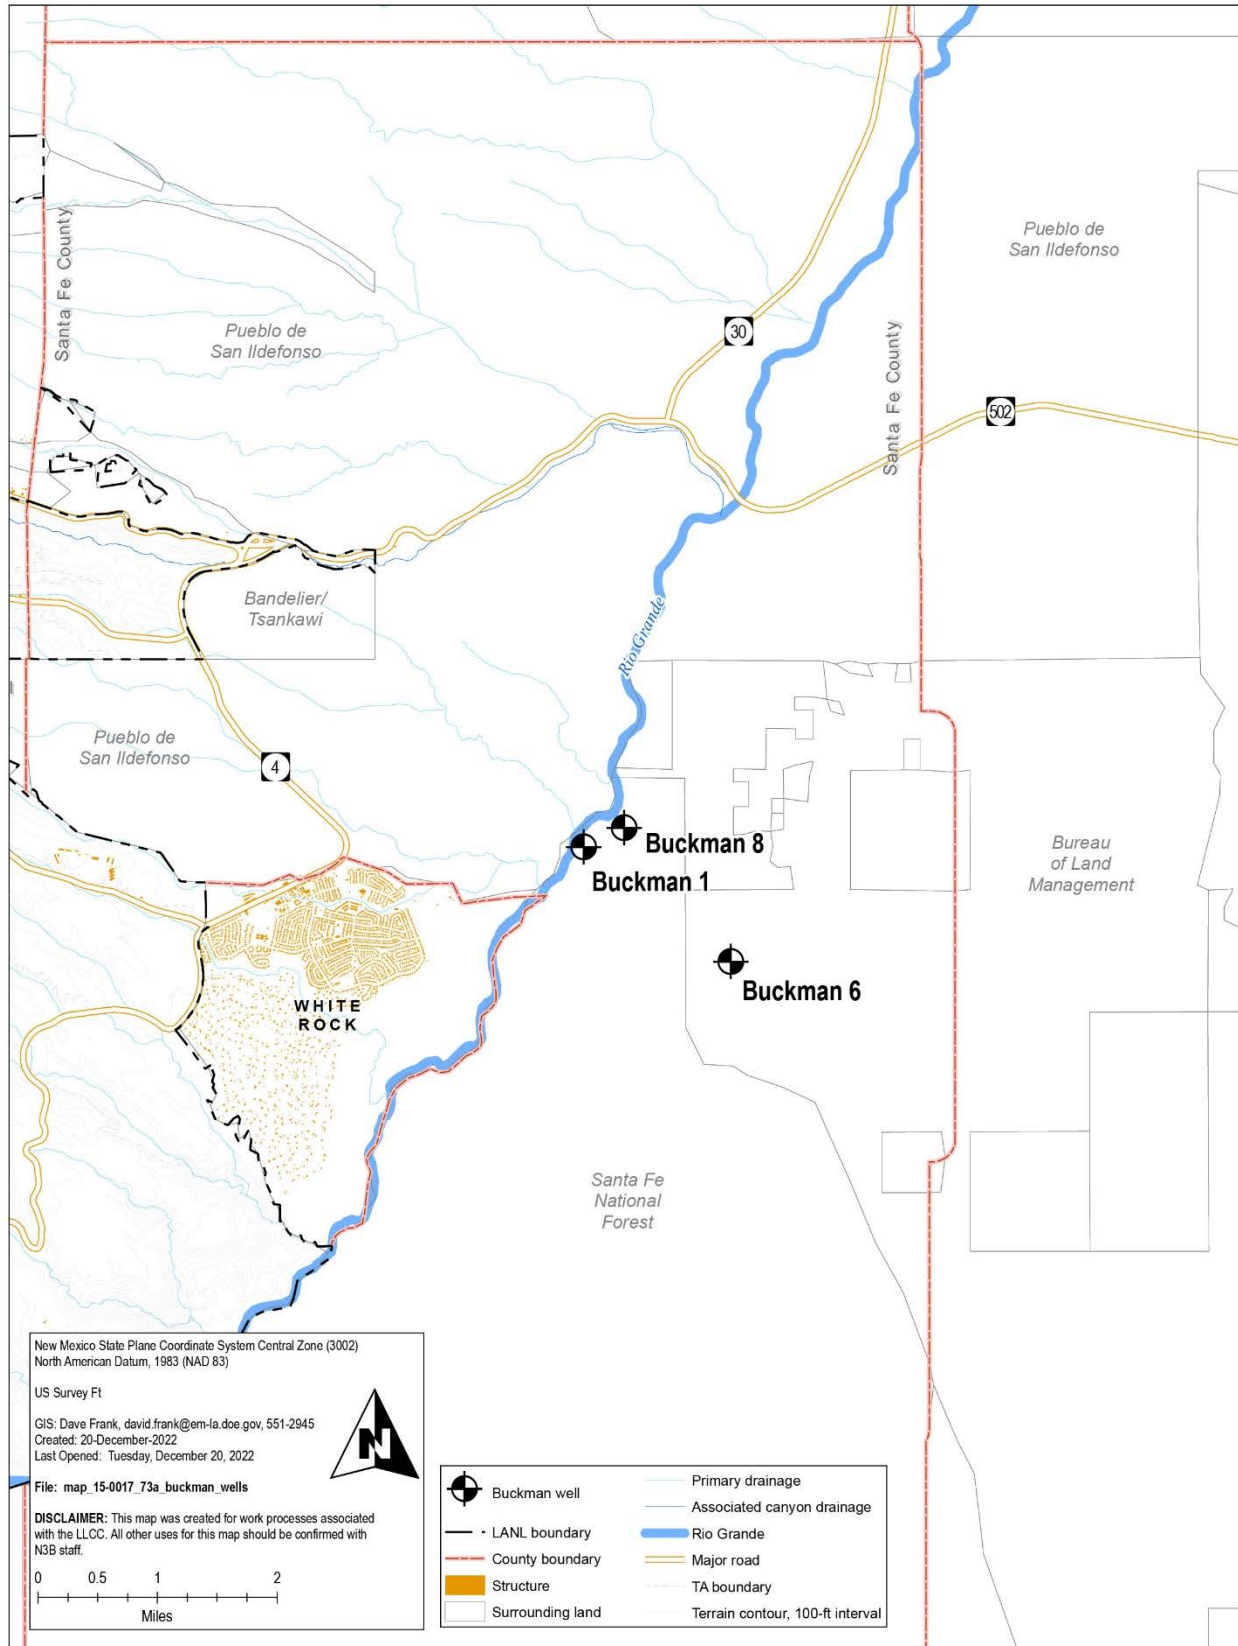 Santa Fe County
Pueblo de
San Ildefonso
Pueblo de
San Ildefonso
30
Santa Fe County
502
Bandelier/
Tsankawi
Rio Grande
Pueblo de
San Ildefonso
4
Buckman 8
Buckman 1
Bureau
of Land
Management
Buckman 6
WHITE
ROCK
Santa Fe
National
Forest
New Mexico State Plane Coordinate System Central Zone (3002)
North American Datum, 1983 (NAD 83)
US Survey Ft
GIS: Dave Frank, david.frank@em-la.doe.gov, 551-2945
Created: 20-December-2022
Last Opened: Tuesday, December 20, 2022
File: map_15-0017_73a_buckman_wells
DISCLAIMER: This map was created for work processes associated
with the LLCC. All other uses for this map should be confirmed with
N3B staff.
0 0.5 1 2
Miles
N
Buckman well
LANL boundary
County boundary
Structure
Surrounding land
Primary drainage
Associated canyon drainage
Rio Grande
Major road
TA boundary
Terrain contour, 100-ft interval